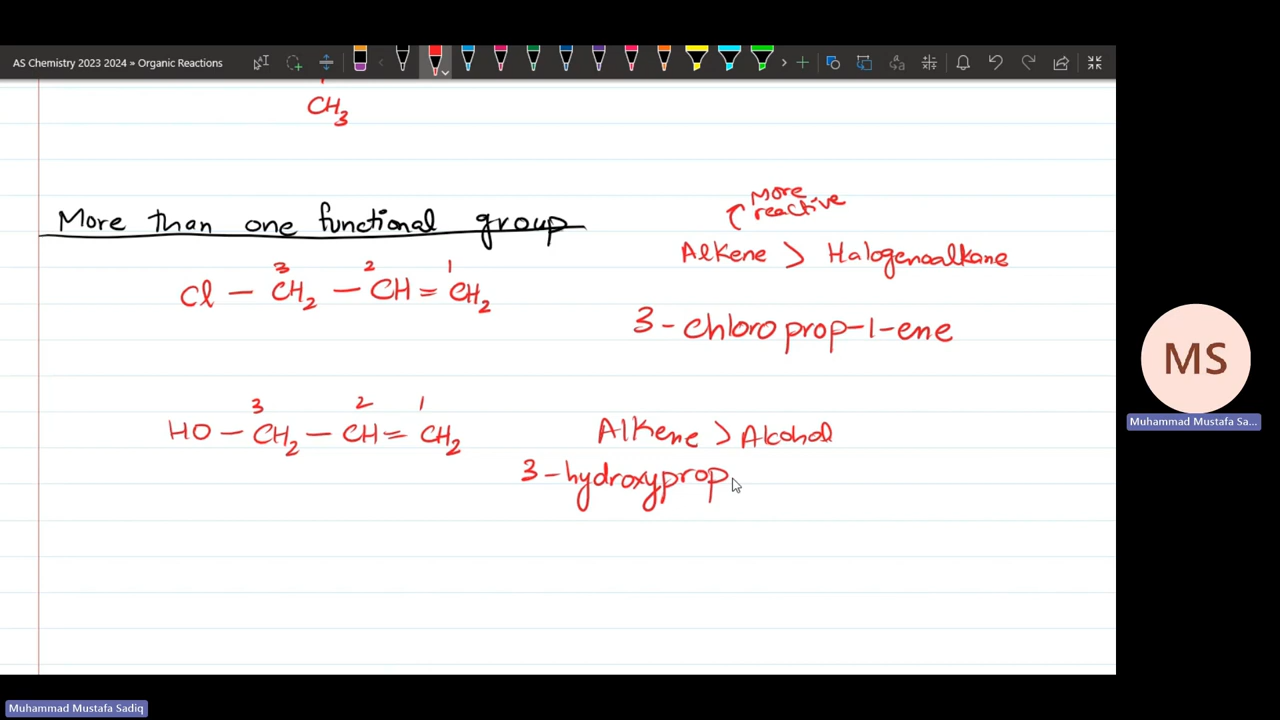 AS Chemistry 2023 2024 » Organic Reactions
CH3
More than one functional group
More
reactive
Alkene > Halogenoalkane
3 2 1
Cl — CH2 — CH = CH2
3-chloroprop-1-ene
MS
Muhammad Mustafa Sa...
3 2 1
HO — CH2 — CH = CH2
Alkene > Alcohol
3-hydroxyprop
Muhammad Mustafa Sadiq